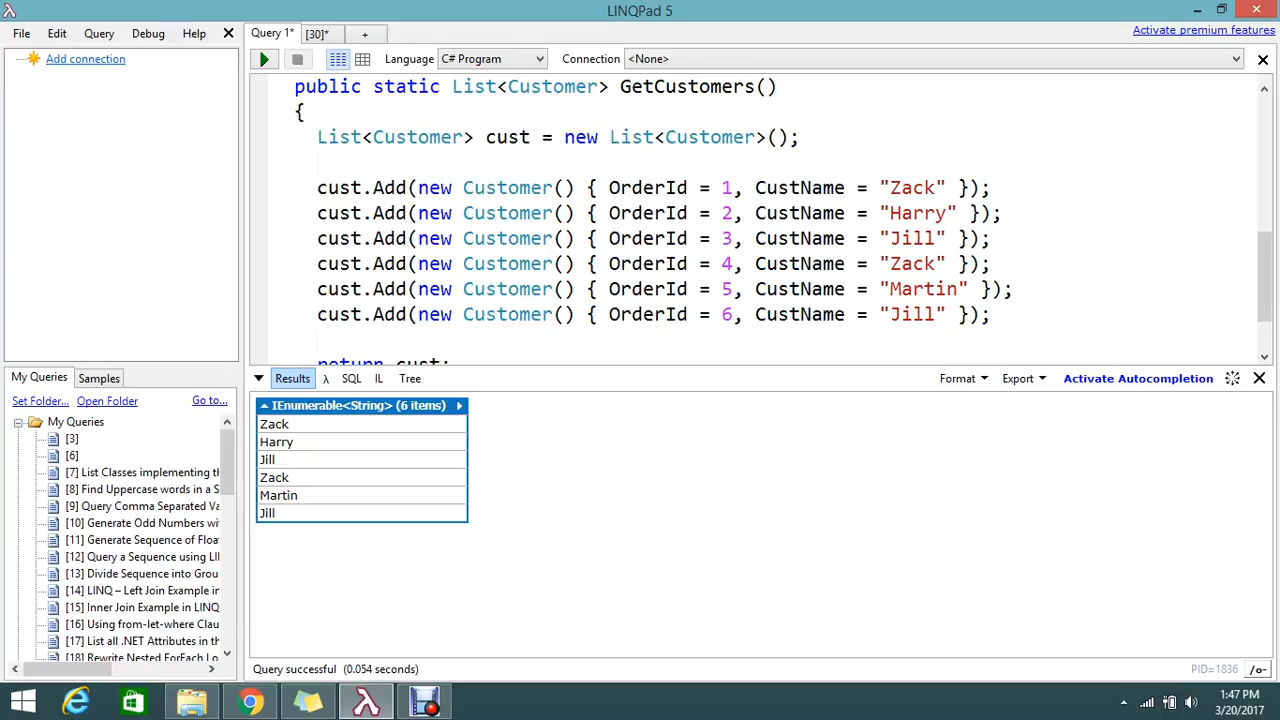 LINQPad 5
File Edit Query Debug Help
Query 1* [30]* +
Activate premium features
Add connection
Language C# Program Connection <None>
public static List<Customer> GetCustomers()
{
List<Customer> cust = new List<Customer>();
cust.Add(new Customer() { OrderId = 1, CustName = "Zack" });
cust.Add(new Customer() { OrderId = 2, CustName = "Harry" });
cust.Add(new Customer() { OrderId = 3, CustName = "Jill" });
cust.Add(new Customer() { OrderId = 4, CustName = "Zack" });
cust.Add(new Customer() { OrderId = 5, CustName = "Martin" });
cust.Add(new Customer() { OrderId = 6, CustName = "Jill" });
return cust;
My Queries Samples
Set Folder... Open Folder Go to...
My Queries
[3]
[6]
[7] List Classes implementing th
[8] Find Uppercase words in a S
[9] Query Comma Separated Va
[10] Generate Odd Numbers wi
[11] Generate Sequence of Floa
[12] Query a Sequence using LI
[13] Divide Sequence into Grou
[14] LINQ – Left Join Example in
[15] Inner Join Example in LINQ
[16] Using from-let-where Clau
[17] List all .NET Attributes in th
[18] Rewrite Nested ForEach Lo
Results λ SQL IL Tree
Format Export Activate Autocompletion
IEnumerable<String> (6 items)
Zack
Harry
Jill
Zack
Martin
Jill
Query successful (0.054 seconds)
PID=1836 /o-
1:47 PM
3/20/2017